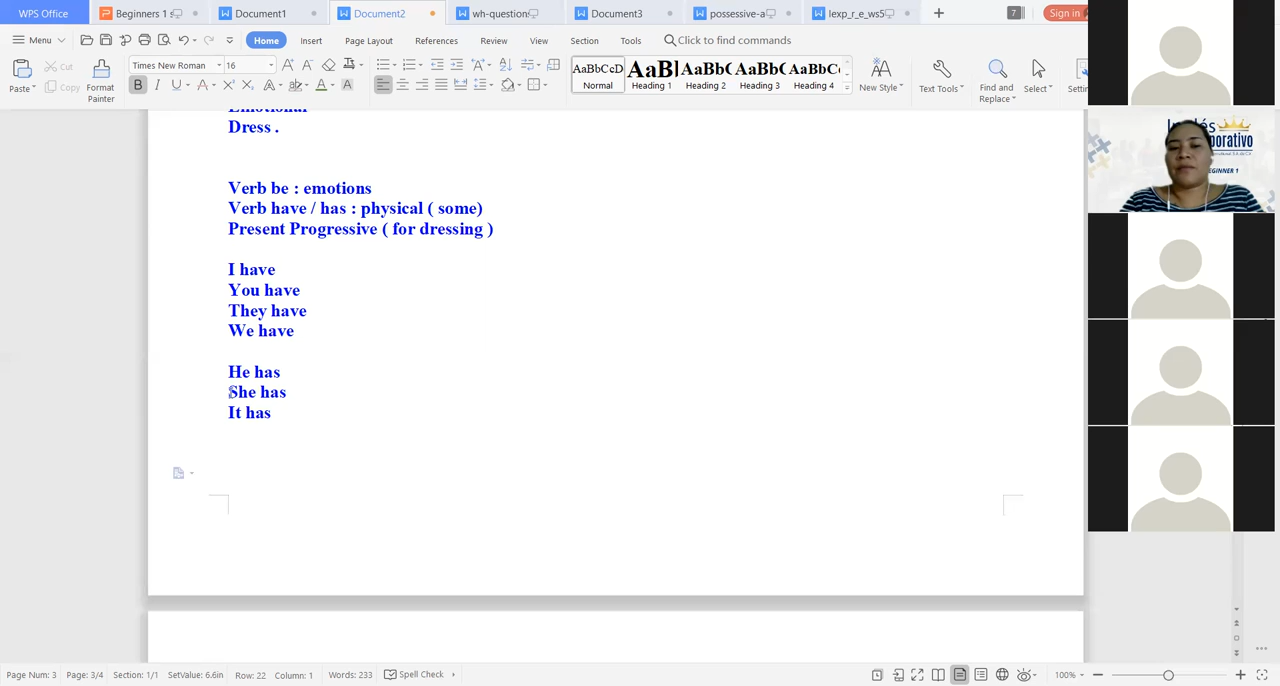 WPS Office
Beginners 1 s
Document1
Document2
wh-question
Document3
possessive-a
lexp_r_e_ws5
7
Sign in
Menu
Home
Insert
Page Layout
References
Review
View
Section
Tools
Click to find commands
Paste
Cut
Copy
Format Painter
Times New Roman
16
AaBbCcD
Normal
AaBl
Heading 1
AaBb(
Heading 2
AaBb(
Heading 3
AaBbC
Heading 4
New Style
Text Tools
Find and Replace
Select
Dress .
Verb be : emotions
Verb have / has : physical ( some)
Present Progressive ( for dressing )
I have
You have
They have
We have
He has
She has
It has
BEGINNER 1
Page Num: 3
Page: 3/4
Section: 1/1
SetValue: 6.6in
Row: 22
Column: 1
Words: 233
Spell Check
100%